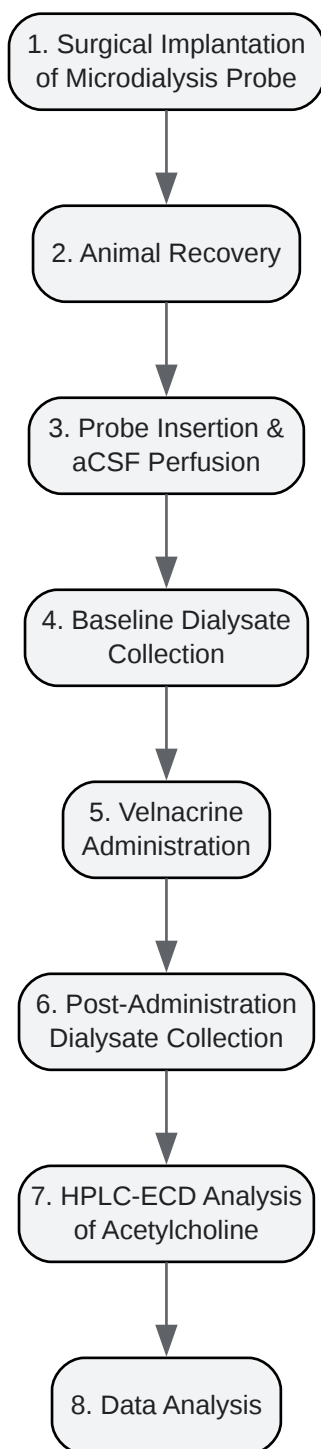 1. Surgical Implantation
of Microdialysis Probe
2. Animal Recovery
3. Probe Insertion &
aCSF Perfusion
4. Baseline Dialysate
Collection
5. Velnacrine
Administration
6. Post-Administration
Dialysate Collection
7. HPLC-ECD Analysis
of Acetylcholine
8. Data Analysis